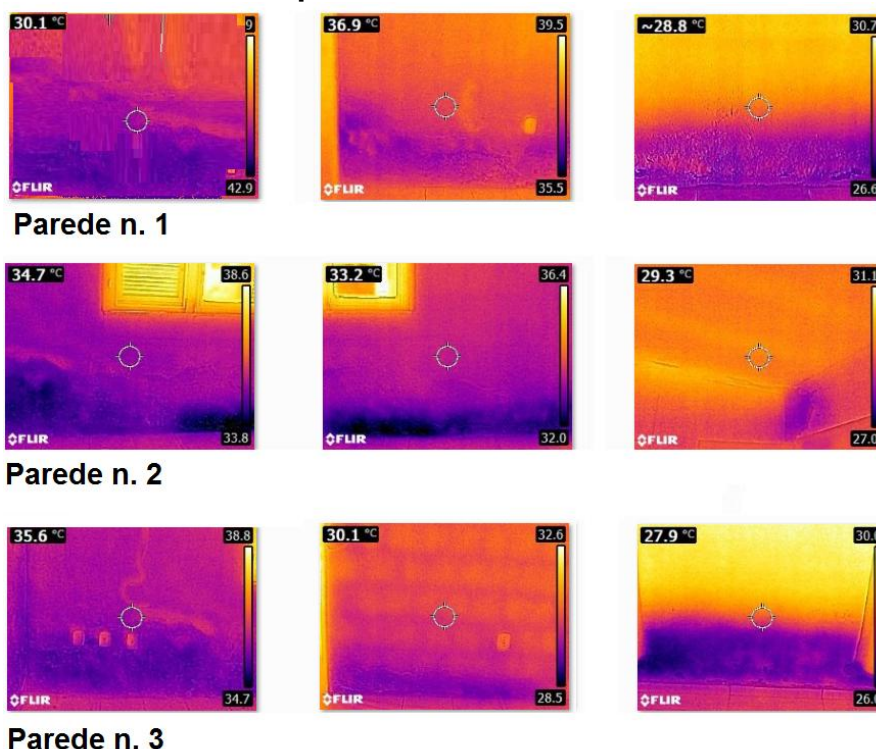 30.1 °C 9
36.9 °C 39.5
~28.8 °C 30.7
FLIR 42.9
FLIR 35.5
FLIR 26.6
Parede n. 1
34.7 °C 38.6
33.2 °C 36.4
29.3 °C 31.1
FLIR 33.8
FLIR 32.0
FLIR 27.0
Parede n. 2
35.6 °C 38.8
30.1 °C 32.6
27.9 °C
FLIR 34.7
FLIR 28.5
FLIR
Parede n. 3